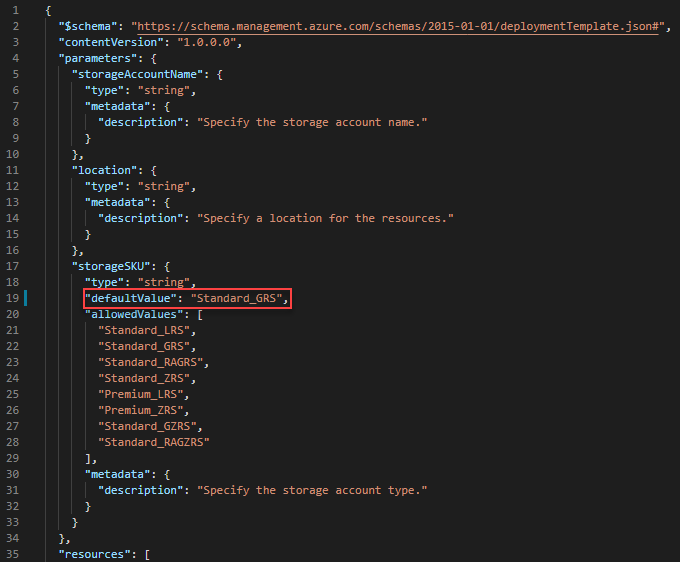 1 {
2 "$schema": "https://schema.management.azure.com/schemas/2015-01-01/deploymentTemplate.json#",
3 "contentVersion": "1.0.0.0",
4 "parameters": {
5 "storageAccountName": {
6 "type": "string",
7 "metadata": {
8 "description": "Specify the storage account name."
9 }
10 },
11 "location": {
12 "type": "string",
13 "metadata": {
14 "description": "Specify a location for the resources."
15 }
16 },
17 "storageSKU": {
18 "type": "string",
19 "defaultValue": "Standard_GRS",
20 "allowedValues": [
21 "Standard_LRS",
22 "Standard_GRS",
23 "Standard_RAGRS",
24 "Standard_ZRS",
25 "Premium_LRS",
26 "Premium_ZRS",
27 "Standard_GZRS",
28 "Standard_RAGZRS"
29 ],
30 "metadata": {
31 "description": "Specify the storage account type."
32 }
33 }
34 },
35 "resources": [